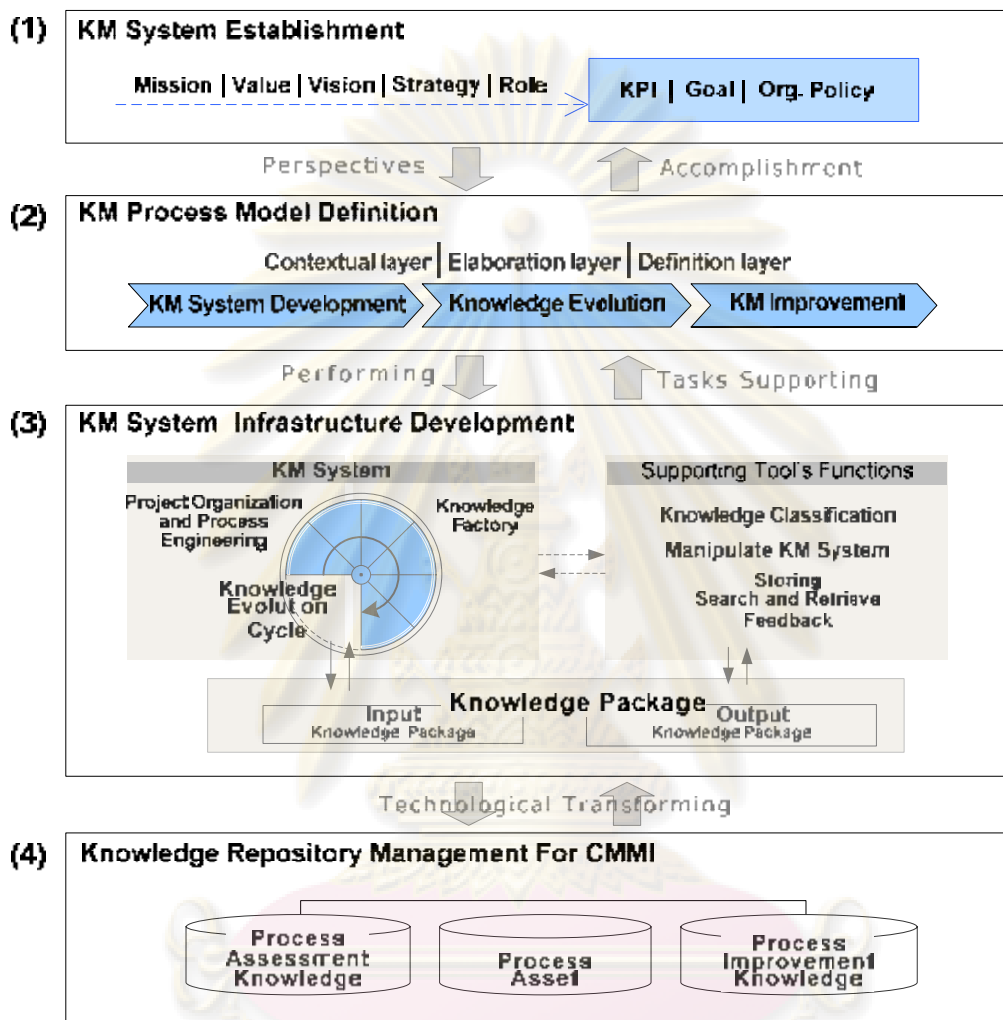 (1) KM System Establishment
Mission | Value | Vision | Strategy | Role
KPI | Goal | Org. Policy
Perspectives
Accomplishment
(2) KM Process Model Definition
Contextual layer | Elaboration layer | Definition layer
KM System Development
Knowledge Evolution
KM Improvement
Performing
Tasks Supporting
(3) KM System Infrastructure Development
KM System
Project Organization
and Process
Engineering
Knowledge
Factory
Knowledge
Evolution
Cycle
Supporting Tool's Functions
Knowledge Classification
Manipulate KM System
Storing
Search and Retrieve
Feedback
Knowledge Package
Input
Knowledge Package
Output
Knowledge Package
Technological Transforming
(4) Knowledge Repository Management For CMMI
Process
Assessment
Knowledge
Process
Asset
Process
Improvement
Knowledge